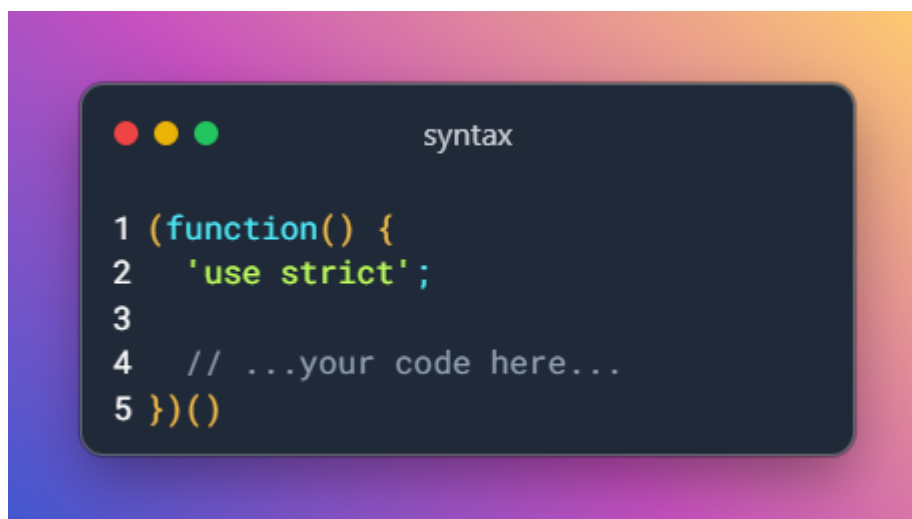 syntax
1 (function() {
2   'use strict';
3
4   // ...your code here...
5 })()